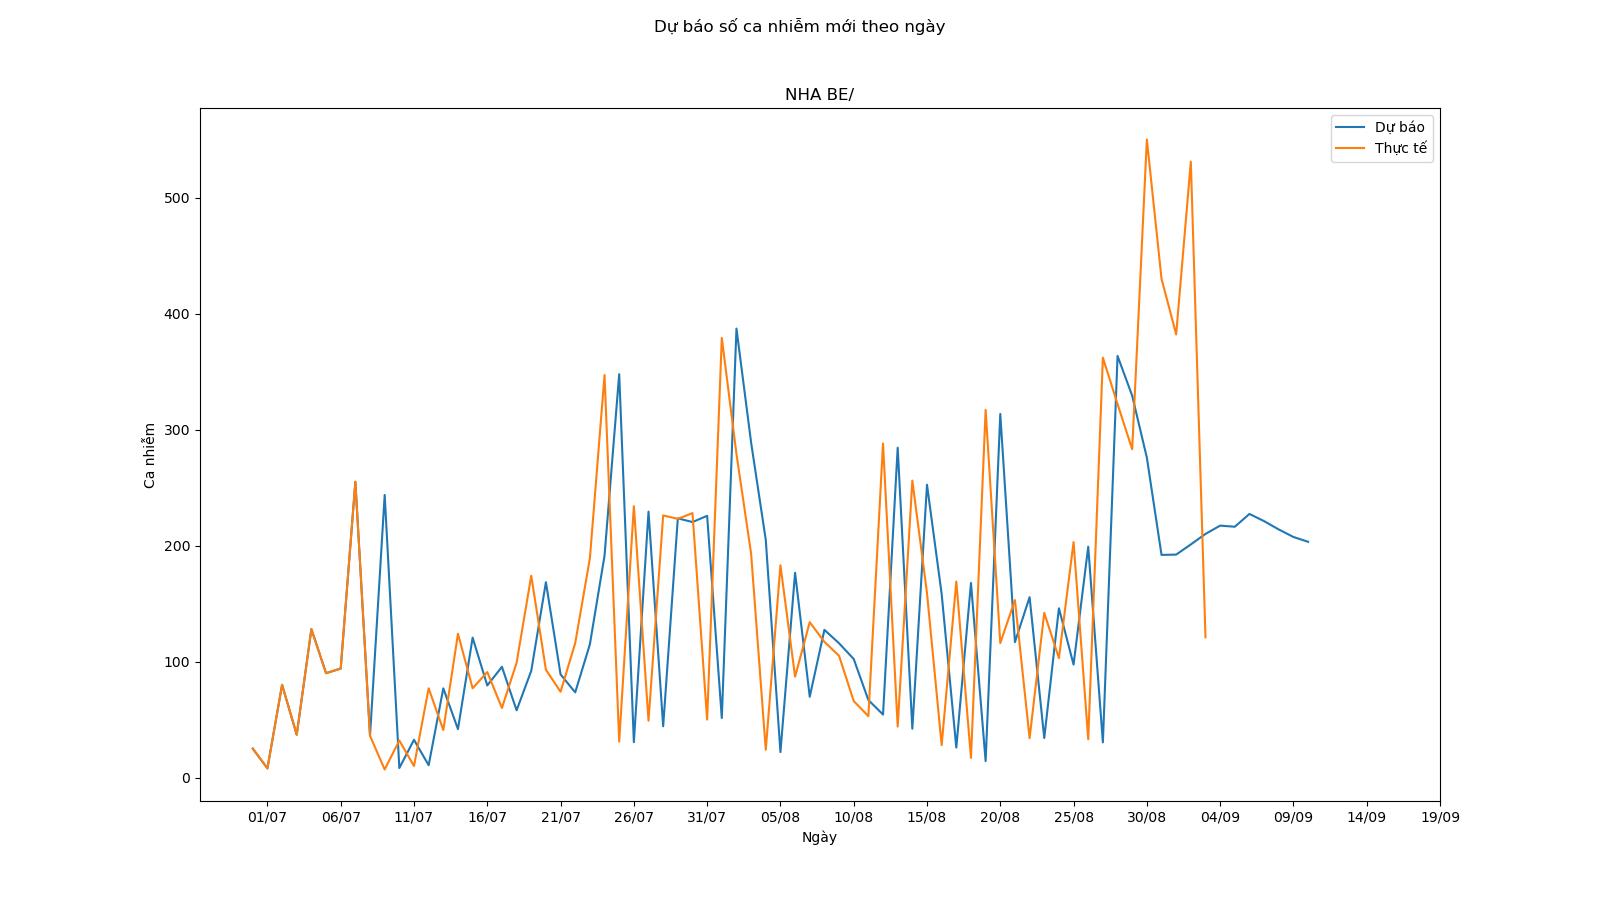 Dự báo số ca nhiễm mới theo ngày
NHA BE/
Dự báo
Thực tế
500
400
300
200
100
0
Ca nhiễm
01/07 06/07 11/07 16/07 21/07 26/07 31/07 05/08 10/08 15/08 20/08 25/08 30/08 04/09 09/09 14/09 19/09
Ngày